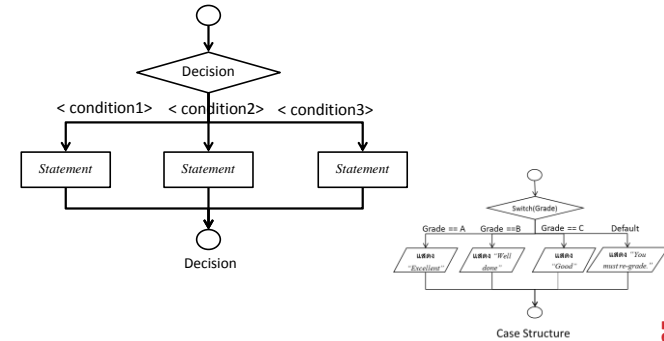 Decision
< condition1>
< condition2>
< condition3>
Statement
Statement
Statement
Decision
Switch(Grade)
Grade == A
Grade ==B
Grade == C
Default
แสดง
"Excellent"
แสดง "Well
done"
แสดง
"Good"
แสดง "You
must re-grade."
Case Structure